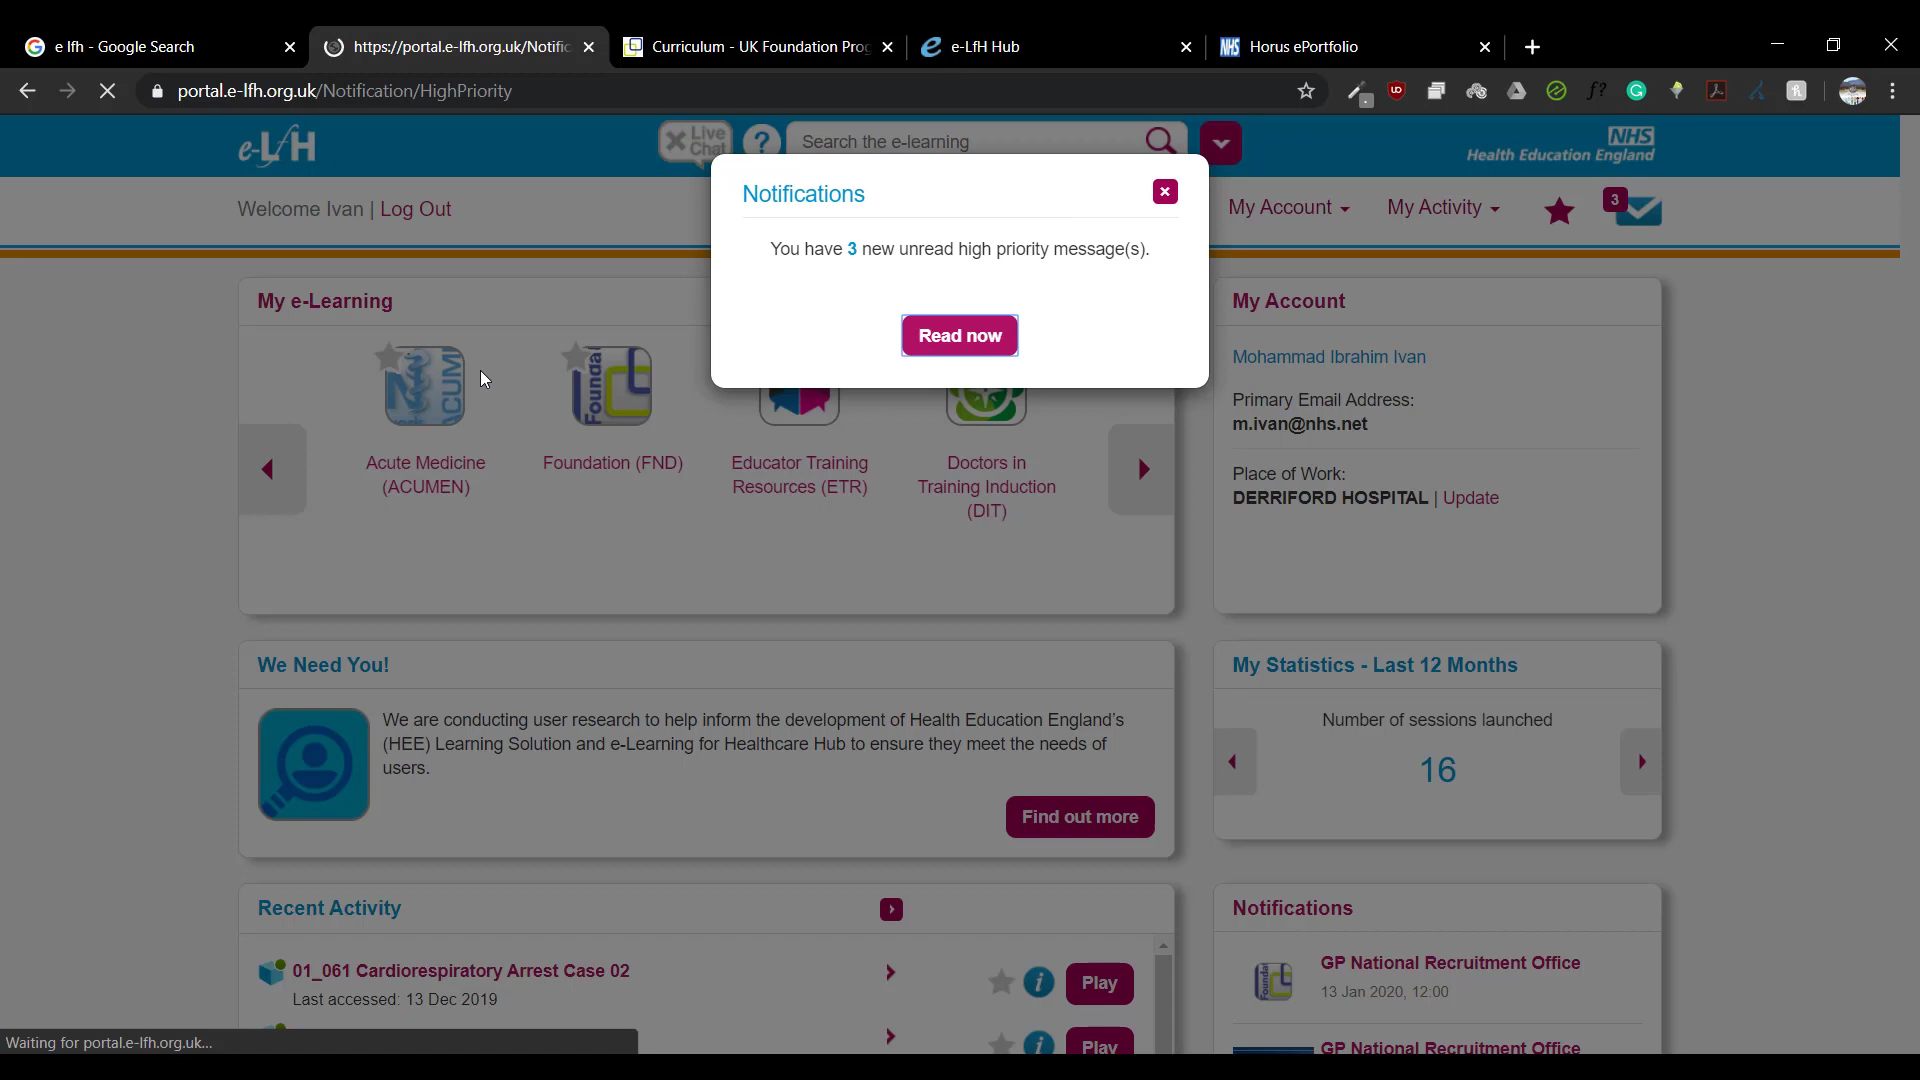 e lfh - Google Search
https://portal.e-lfh.org.uk/Notific
Curriculum - UK Foundation Prog
e-LfH Hub
Horus ePortfolio
portal.e-lfh.org.uk/Notification/HighPriority
e-LfH
Live Chat
?
Search the e-learning
NHS
Health Education England
Welcome Ivan | Log Out
My Account
My Activity
3
Notifications
You have 3 new unread high priority message(s).
Read now
My e-Learning
Acute Medicine
(ACUMEN)
Foundation (FND)
Educator Training
Resources (ETR)
Doctors in
Training Induction
(DIT)
My Account
Mohammad Ibrahim Ivan
Primary Email Address:
m.ivan@nhs.net
Place of Work:
DERRIFORD HOSPITAL | Update
We Need You!
We are conducting user research to help inform the development of Health Education England's
(HEE) Learning Solution and e-Learning for Healthcare Hub to ensure they meet the needs of
users.
Find out more
My Statistics - Last 12 Months
Number of sessions launched
16
Recent Activity
01_061 Cardiorespiratory Arrest Case 02
Last accessed: 13 Dec 2019
Play
Play
Notifications
GP National Recruitment Office
13 Jan 2020, 12:00
GP National Recruitment Office
Waiting for portal.e-lfh.org.uk...